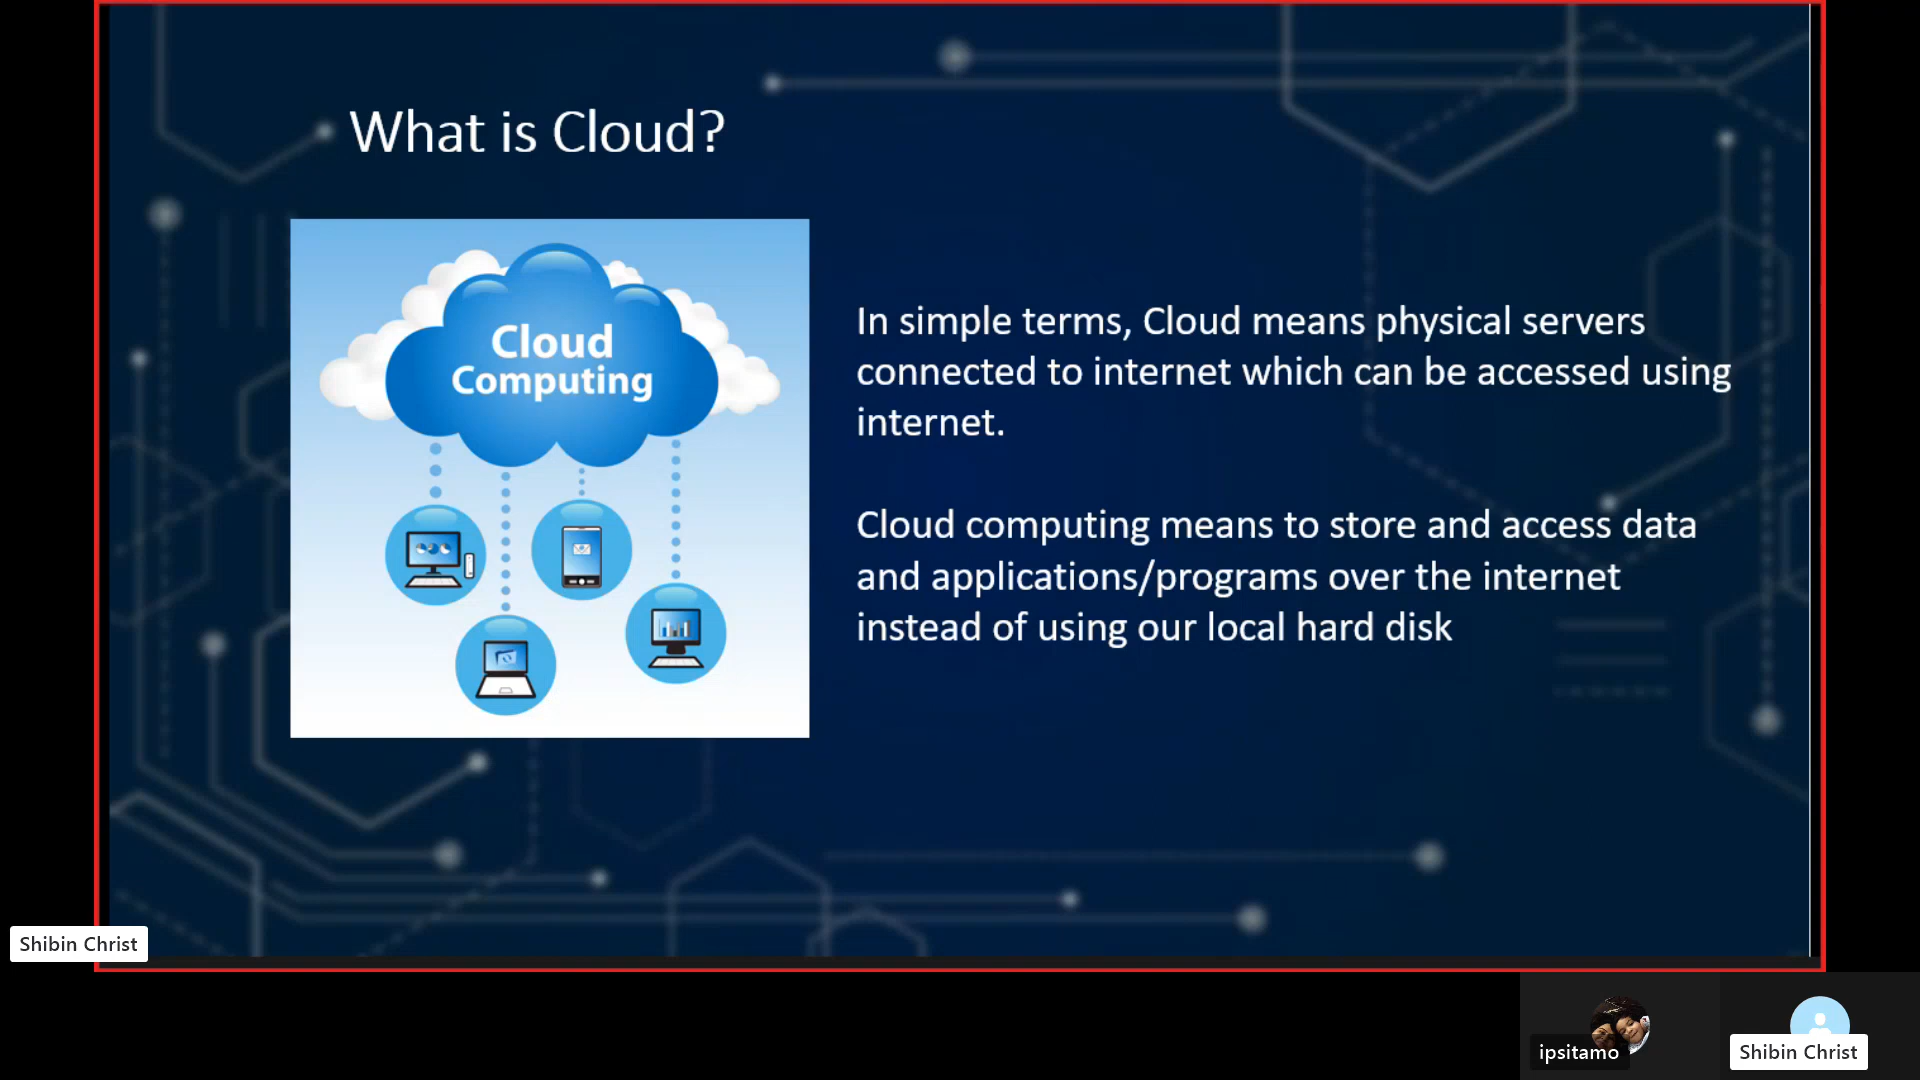 What is Cloud?
Cloud
Computing
In simple terms, Cloud means physical servers
connected to internet which can be accessed using
internet.
Cloud computing means to store and access data
and applications/programs over the internet
instead of using our local hard disk
Shibin Christ
ipsitamo
Shibin Christ